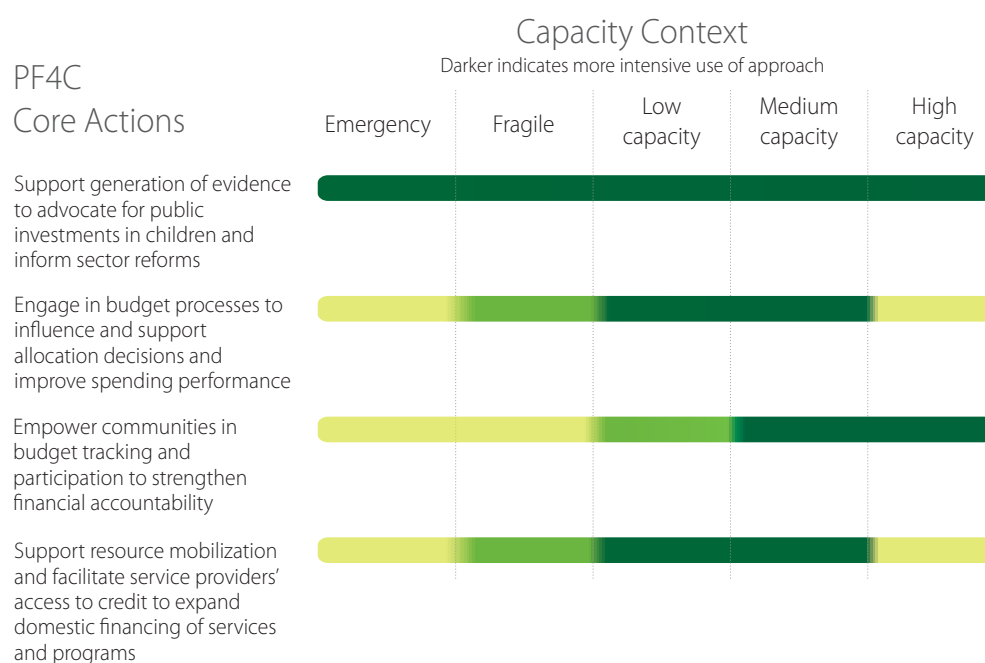 Capacity Context
Darker indicates more intensive use of approach
PF4C
Core Actions
Emergency
Fragile
Low
capacity
Medium
capacity
High
capacity
Support generation of evidence
to advocate for public
investments in children and
inform sector reforms
Engage in budget processes to
influence and support
allocation decisions and
improve spending performance
Empower communities in
budget tracking and
participation to strengthen
financial accountability
Support resource mobilization
and facilitate service providers’
access to credit to expand
domestic financing of services
and programs